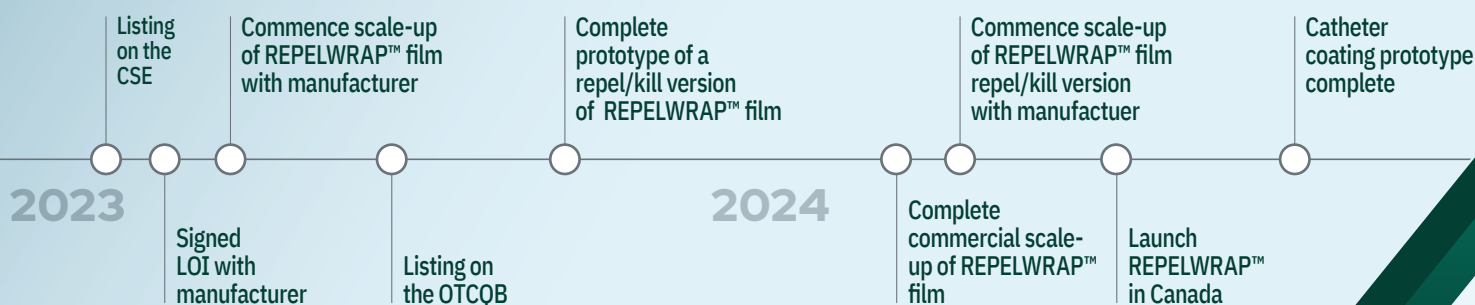 Listing
on the
CSE
Commence scale-up
of REPELWRAP™ film
with manufacturer
Complete
prototype of a
repel/kill version
of REPELWRAP™ film
Commence scale-up
of REPELWRAP™ film
repel/kill version
with manufactuer
Catheter
coating prototype
complete
2023
2024
Signed
LOI with
manufacturer
Listing on
the OTCQB
Complete
commercial scale-
up of REPELWRAP™
film
Launch
REPELWRAP™
in Canada